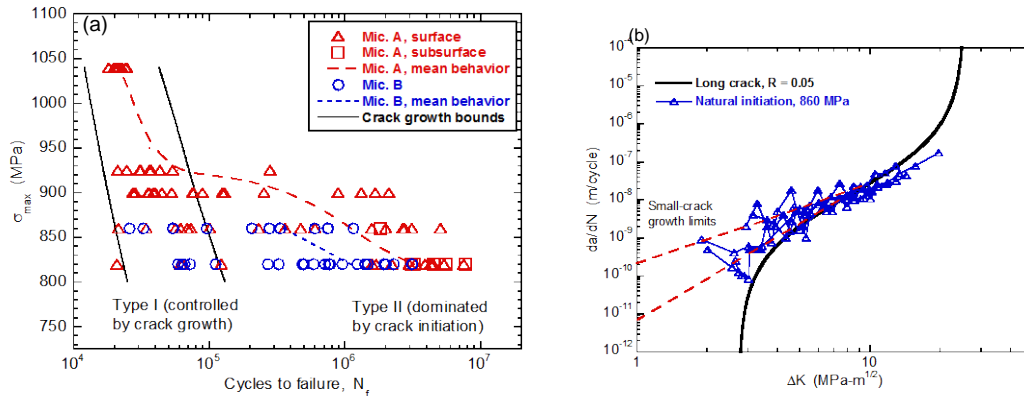 (a)
Mic. A, surface
Mic. A, subsurface
Mic. A, mean behavior
Mic. B
Mic. B, mean behavior
Crack growth bounds
1100
1050
1000
950
900
850
800
750
σmax (MPa)
Type I (controlled
by crack growth)
Type II (dominated
by crack initiation)
10^4
10^5
10^6
10^7
Cycles to failure, Nf
(b)
Long crack, R = 0.05
Natural initiation, 860 MPa
Small-crack
growth limits
da/dN (m/cycle)
10^-5
10^-6
10^-7
10^-8
10^-9
10^-10
10^-11
10^-12
1
10
ΔK (MPa-m^1/2)